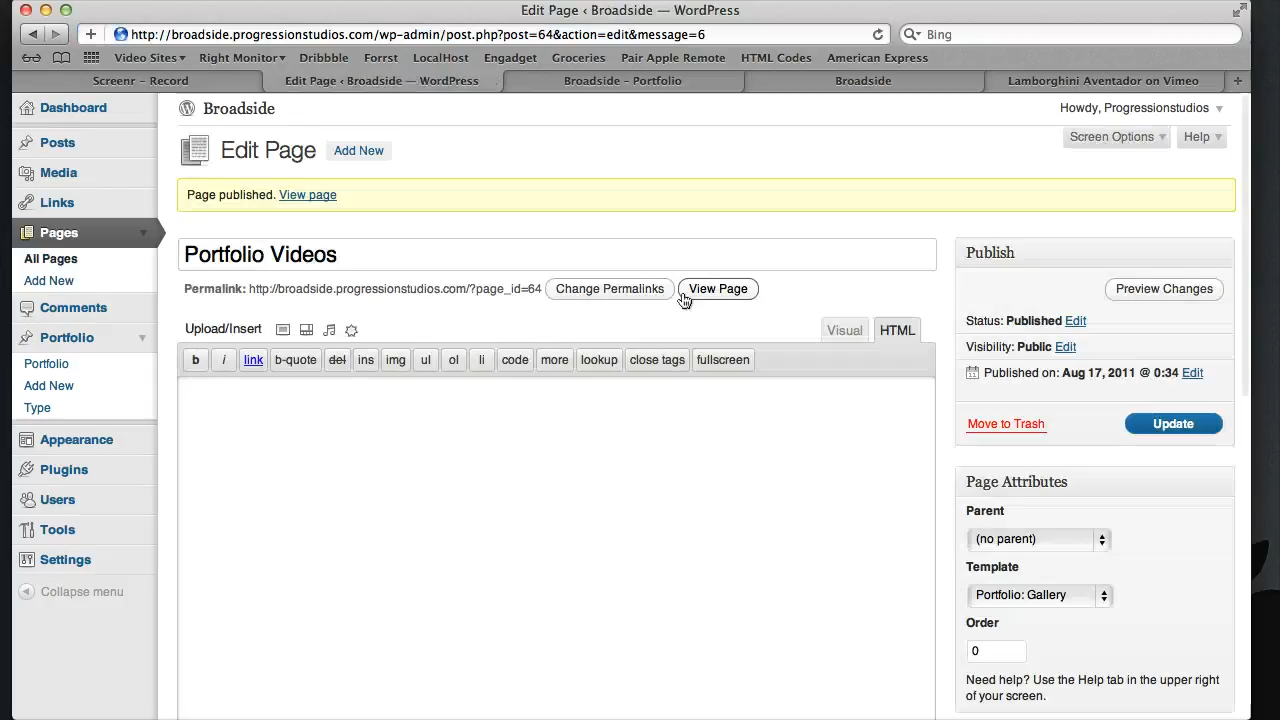 Edit Page ‹ Broadside — WordPress
http://broadside.progressionstudios.com/wp-admin/post.php?post=64&action=edit&message=6
Bing
Video Sites▾ Right Monitor▾ Dribbble Forrst LocalHost Engadget Groceries Pair Apple Remote HTML Codes American Express
Screenr - Record
Edit Page ‹ Broadside — WordPress
Broadside – Portfolio
Broadside
Lamborghini Aventador on Vimeo
Dashboard
Posts
Media
Links
Pages
All Pages
Add New
Comments
Portfolio
Portfolio
Add New
Type
Appearance
Plugins
Users
Tools
Settings
Collapse menu
Broadside
Howdy, Progressionstudios
Screen Options
Help
Edit Page
Add New
Page published. View page
Portfolio Videos
Permalink: http://broadside.progressionstudios.com/?page_id=64
Change Permalinks
View Page
Upload/Insert
Visual
HTML
b i link b-quote del ins img ul ol li code more lookup close tags fullscreen
Publish
Preview Changes
Status: Published Edit
Visibility: Public Edit
Published on: Aug 17, 2011 @ 0:34 Edit
Move to Trash
Update
Page Attributes
Parent
(no parent)
Template
Portfolio: Gallery
Order
0
Need help? Use the Help tab in the upper right
of your screen.